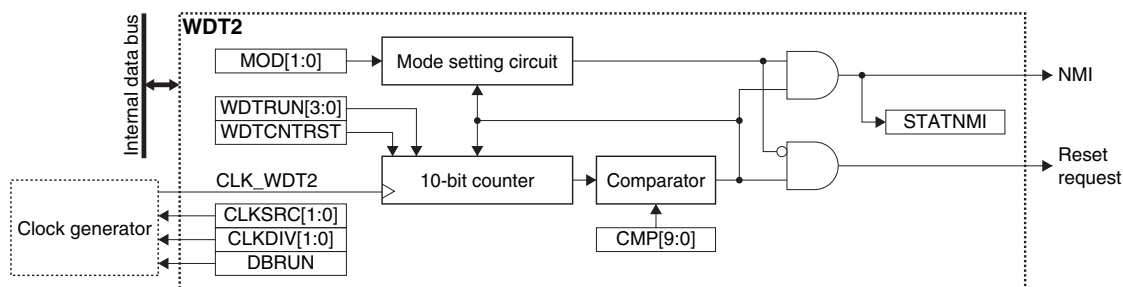 WDT2
Internal data bus
MOD[1:0]
Mode setting circuit
NMI
WDTRUN[3:0]
WDTCNTRST
STATNMI
Reset
request
CLK_WDT2
10-bit counter
Comparator
Clock generator
CLKSRC[1:0]
CLKDIV[1:0]
DBRUN
CMP[9:0]